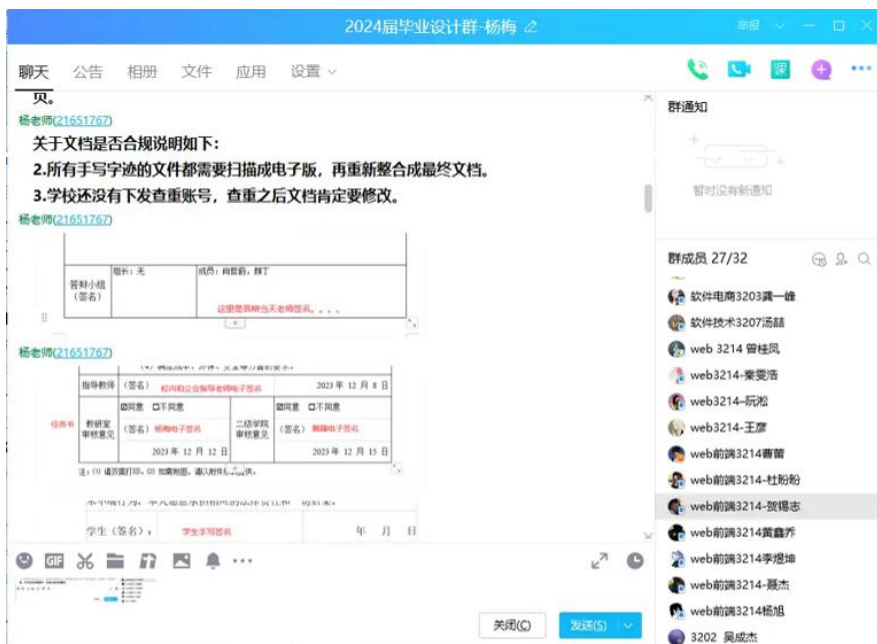 2024届毕业设计群-杨梅
举报
聊天
公告
相册
文件
应用
设置
课
页。
杨老师(21651767)
关于文档是否合规说明如下：
2.所有手写字迹的文件都需要扫描成电子版，再重新整合成最终文档。
3.学校还没有下发查重账号，查重之后文档肯定要修改。
杨老师(21651767)
答辩小组
（签名）
组长：无
成员：尚哲蔚，颜丁
这里是答辩当天老师签名。。。。
杨老师(21651767)
指导教师
（签名）
校内和企业指导老师电子签名
2023 年 12 月 8 日
任务书
教研室
审核意见
☑同意 □不同意
（签名）杨梅电子签名
2023 年 12 月 12 日
二级学院
审核意见
☑同意 □不同意
（签名）
电子签名
2023 年 12 月 15 日
学生（签名）：
学生手写签名
年 月 日
GIF
关闭(C)
发送(S)
群通知
暂时没有新通知
群成员 27/32
软件电商3203龚一峰
软件技术3207汤喆
web 3214 曾桂凤
web3214-秦雯浩
web3214--阮淞
web3214-王彦
web前端3214曹蕾
web前端3214-杜盼盼
web前端3214-贺锡志
web前端3214黄鑫乔
web前端3214李煜坤
web前端3214-聂杰
web前端3214杨旭
3202 吴成杰